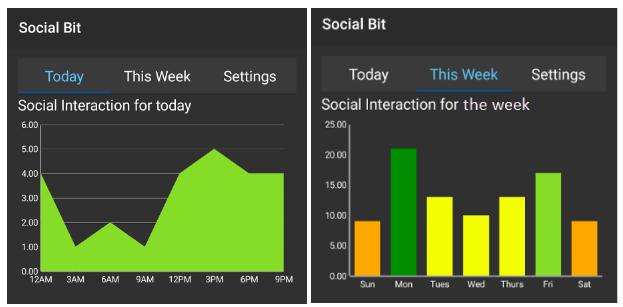 Social Bit
Today This Week Settings
Social Interaction for today
6.00
5.00
4.00
3.00
2.00
1.00
0.00
12AM 3AM 6AM 9AM 12PM 3PM 6PM 9PM
Social Bit
Today This Week Settings
Social Interaction for the week
25.00
20.00
15.00
10.00
5.00
0.00
Sun Mon Tues Wed Thurs Fri Sat